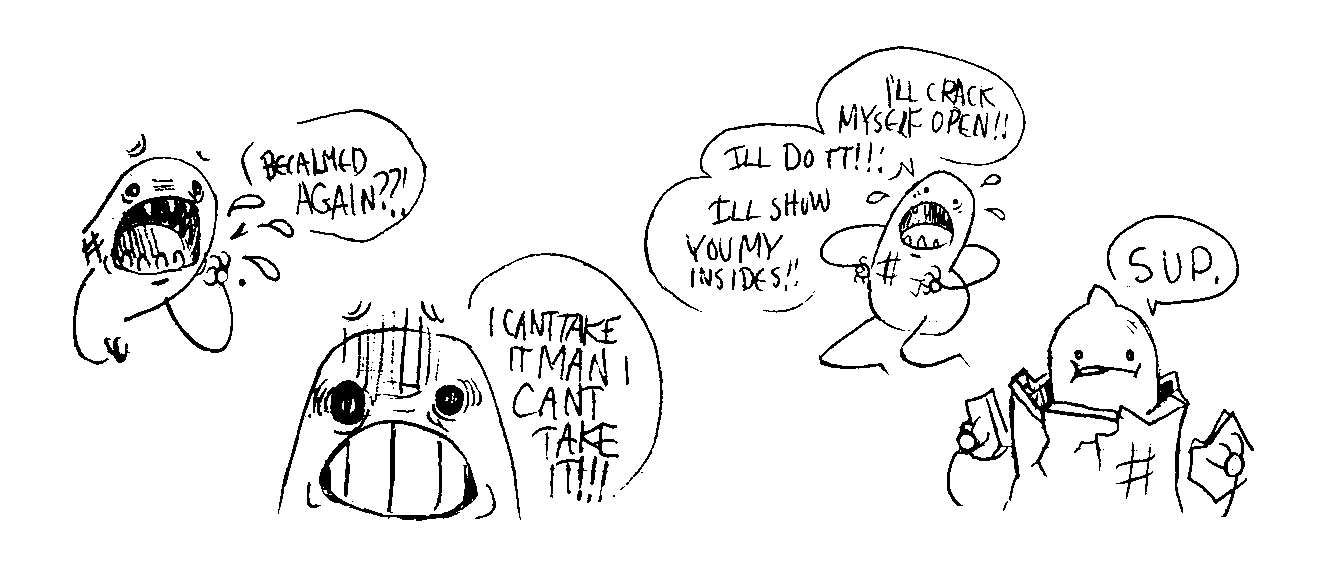 BECALMED
AGAIN??!
I CANT TAKE
IT MAN I
CANT
TAKE
IT!!!
I'LL CRACK
MYSELF OPEN!!
ILL DO IT!!!
ILL SHOW
YOU MY
INSIDES!!
SUP.
#
#
#